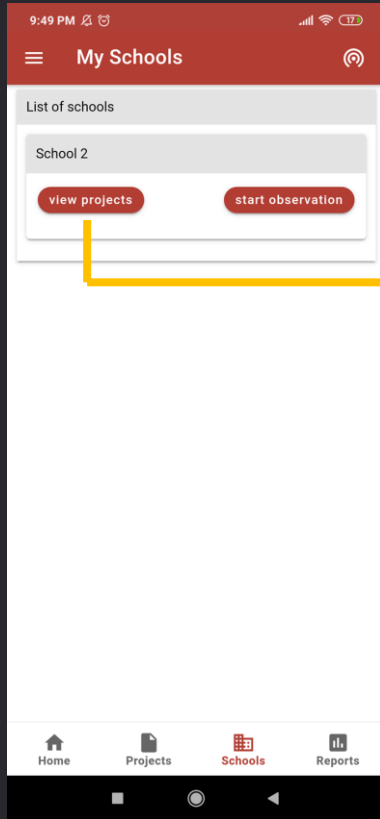 9:49 PM
17
My Schools
List of schools
School 2
view projects start observation
Home Projects Schools Reports